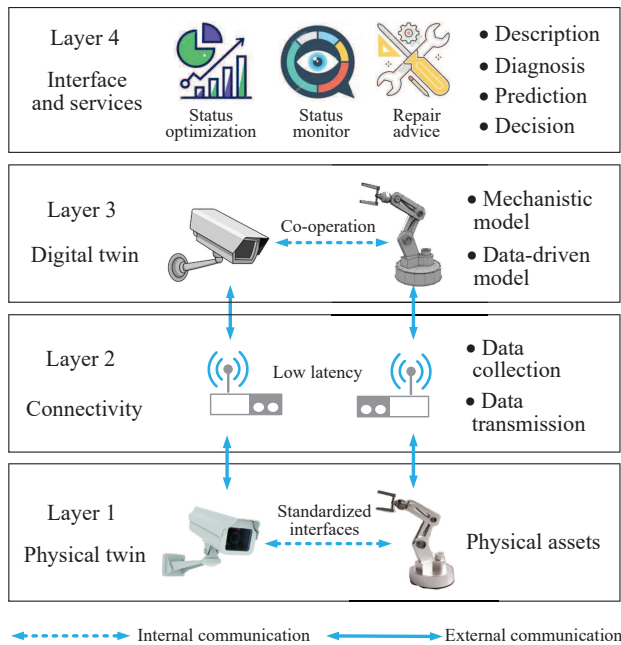 Layer 4
Interface
and services
Status
optimization
Status
monitor
Repair
advice
• Description
• Diagnosis
• Prediction
• Decision
Layer 3
Digital twin
Co-operation
• Mechanistic
model
• Data-driven
model
Layer 2
Connectivity
Low latency
• Data
collection
• Data
transmission
Layer 1
Physical twin
Standardized
interfaces
Physical assets
Internal communication
External communication